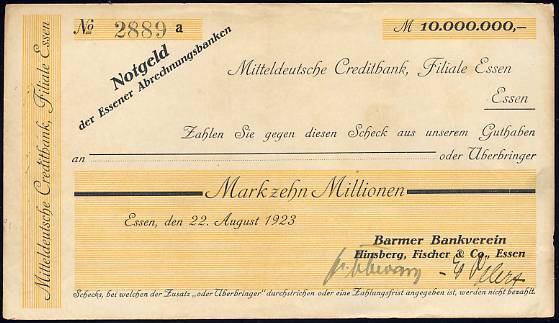 Mitteldeutsche Creditbank, Filiale Essen
№ 2889 a
M 10.000.000,—
Notgeld
der Essener Abrechnungsbanken
Mitteldeutsche Creditbank, Filiale Essen
Essen
Zahlen Sie gegen diesen Scheck aus unserem Guthaben
an oder Uberbringer
Mark zehn Millionen
Essen, den 22. August 1923
Barmer Bankverein
Hinsberg, Fischer & Co., Essen
Schecks, bei welchen der Zusatz „oder Uberbringer" durchstrichen oder eine Zahlungsfrist angegeben ist, werden nicht bezahlt.